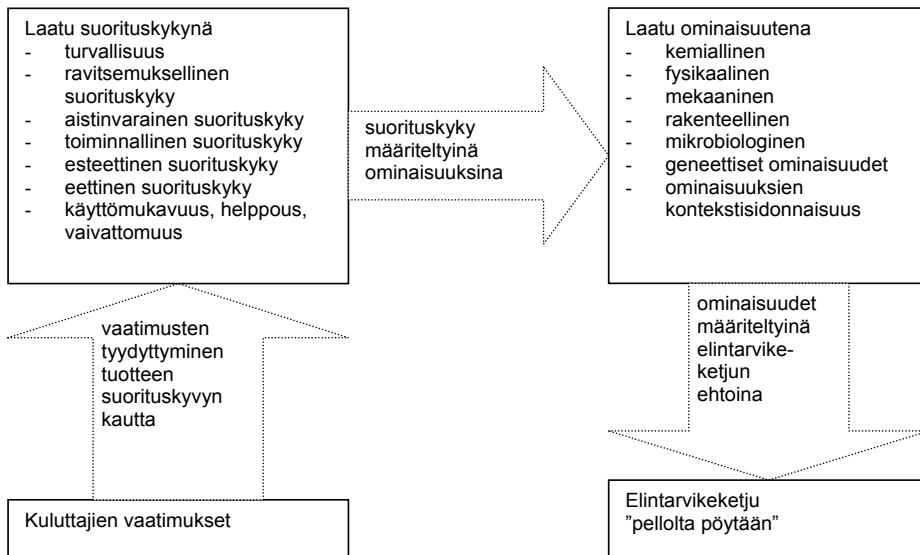 Laatu suorituskykynä
- turvallisuus
- ravitsemuksellinen
suorituskyky
- aistinvarainen suorituskyky
- toiminnallinen suorituskyky
- esteettinen suorituskyky
- eettinen suorituskyky
- käyttömukavuus, helppous,
vaivattomuus
suorituskyky
määriteltyinä
ominaisuuksina
Laatu ominaisuutena
- kemiallinen
- fysikaalinen
- mekaaninen
- rakenteellinen
- mikrobiologinen
- geneettiset ominaisuudet
- ominaisuuksien
kontekstisidonnaisuus
vaatimusten
tyydyttyminen
tuotteen
suorituskyvyn
kautta
ominaisuudet
määriteltyinä
elintarvike-
ketjun
ehtoina
Kuluttajien vaatimukset
Elintarvikeketju
”pellolta pöytään”